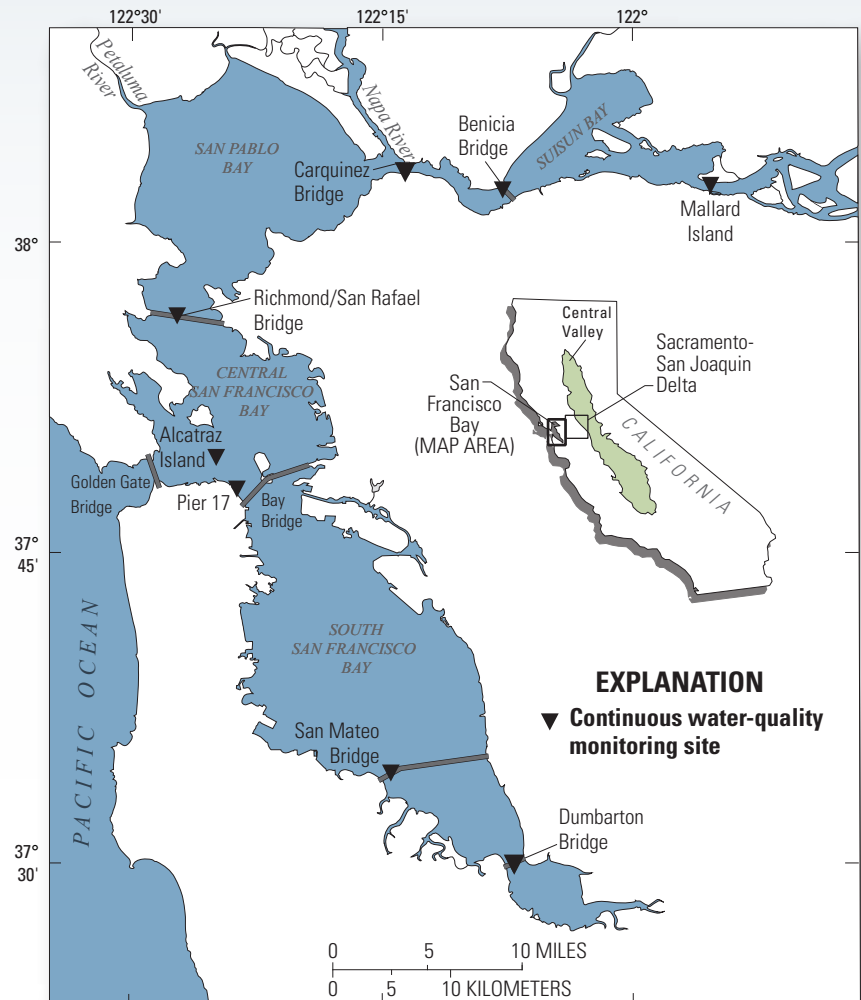 122°30'
122°15'
122°
Petaluma
River
Napa River
SAN PABLO
BAY
Carquinez
Bridge
Benicia
Bridge
SUISUN BAY
Mallard
Island
38°
Richmond/San Rafael
Bridge
CENTRAL
SAN FRANCISCO
BAY
Alcatraz
Island
Golden Gate
Bridge
Pier 17
Bay
Bridge
Central
Valley
Sacramento-
San Joaquin
Delta
San
Francisco
Bay
(MAP AREA)
CALIFORNIA
37°
45'
PACIFIC OCEAN
SOUTH
SAN FRANCISCO
BAY
San Mateo
Bridge
EXPLANATION
Continuous water-quality
monitoring site
Dumbarton
Bridge
37°
30'
0 5 10 MILES
0 5 10 KILOMETERS